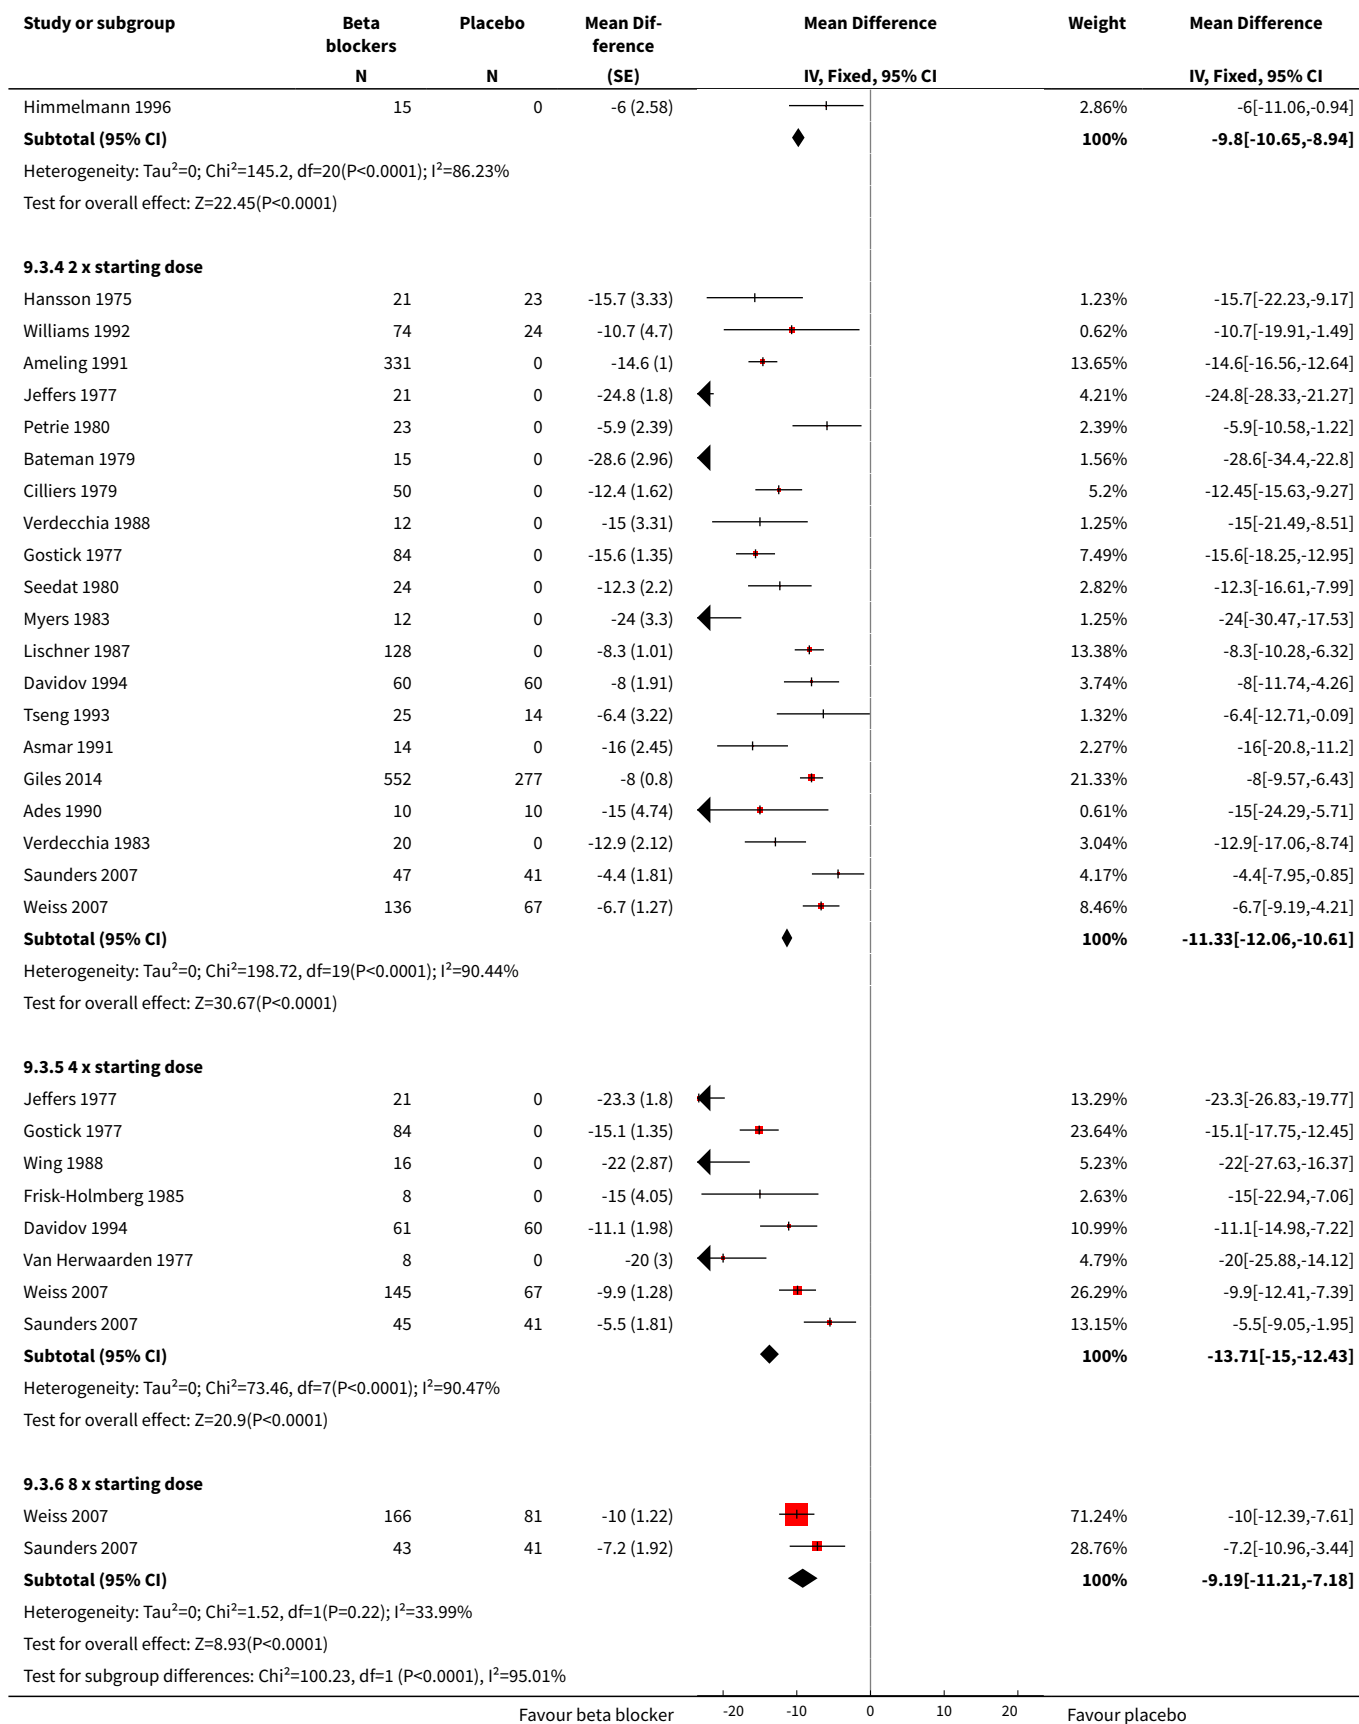 Study or subgroup Beta blockers Placebo Mean Dif- ference Mean Difference Weight Mean Difference
N N (SE) IV, Fixed, 95% CI IV, Fixed, 95% CI
Himmelmann 1996 15 0 -6 (2.58) 2.86% -6[-11.06,-0.94]
Subtotal (95% CI) 100% -9.8[-10.65,-8.94]
Heterogeneity: Tau²=0; Chi²=145.2, df=20(P<0.0001); I²=86.23%
Test for overall effect: Z=22.45(P<0.0001)
9.3.4 2 x starting dose
Hansson 1975 21 23 -15.7 (3.33) 1.23% -15.7[-22.23,-9.17]
Williams 1992 74 24 -10.7 (4.7) 0.62% -10.7[-19.91,-1.49]
Ameling 1991 331 0 -14.6 (1) 13.65% -14.6[-16.56,-12.64]
Jeffers 1977 21 0 -24.8 (1.8) 4.21% -24.8[-28.33,-21.27]
Petrie 1980 23 0 -5.9 (2.39) 2.39% -5.9[-10.58,-1.22]
Bateman 1979 15 0 -28.6 (2.96) 1.56% -28.6[-34.4,-22.8]
Cilliers 1979 50 0 -12.4 (1.62) 5.2% -12.45[-15.63,-9.27]
Verdecchia 1988 12 0 -15 (3.31) 1.25% -15[-21.49,-8.51]
Gostick 1977 84 0 -15.6 (1.35) 7.49% -15.6[-18.25,-12.95]
Seedat 1980 24 0 -12.3 (2.2) 2.82% -12.3[-16.61,-7.99]
Myers 1983 12 0 -24 (3.3) 1.25% -24[-30.47,-17.53]
Lischner 1987 128 0 -8.3 (1.01) 13.38% -8.3[-10.28,-6.32]
Davidov 1994 60 60 -8 (1.91) 3.74% -8[-11.74,-4.26]
Tseng 1993 25 14 -6.4 (3.22) 1.32% -6.4[-12.71,-0.09]
Asmar 1991 14 0 -16 (2.45) 2.27% -16[-20.8,-11.2]
Giles 2014 552 277 -8 (0.8) 21.33% -8[-9.57,-6.43]
Ades 1990 10 10 -15 (4.74) 0.61% -15[-24.29,-5.71]
Verdecchia 1983 20 0 -12.9 (2.12) 3.04% -12.9[-17.06,-8.74]
Saunders 2007 47 41 -4.4 (1.81) 4.17% -4.4[-7.95,-0.85]
Weiss 2007 136 67 -6.7 (1.27) 8.46% -6.7[-9.19,-4.21]
Subtotal (95% CI) 100% -11.33[-12.06,-10.61]
Heterogeneity: Tau²=0; Chi²=198.72, df=19(P<0.0001); I²=90.44%
Test for overall effect: Z=30.67(P<0.0001)
9.3.5 4 x starting dose
Jeffers 1977 21 0 -23.3 (1.8) 13.29% -23.3[-26.83,-19.77]
Gostick 1977 84 0 -15.1 (1.35) 23.64% -15.1[-17.75,-12.45]
Wing 1988 16 0 -22 (2.87) 5.23% -22[-27.63,-16.37]
Frisk-Holmberg 1985 8 0 -15 (4.05) 2.63% -15[-22.94,-7.06]
Davidov 1994 61 60 -11.1 (1.98) 10.99% -11.1[-14.98,-7.22]
Van Herwaarden 1977 8 0 -20 (3) 4.79% -20[-25.88,-14.12]
Weiss 2007 145 67 -9.9 (1.28) 26.29% -9.9[-12.41,-7.39]
Saunders 2007 45 41 -5.5 (1.81) 13.15% -5.5[-9.05,-1.95]
Subtotal (95% CI) 100% -13.71[-15,-12.43]
Heterogeneity: Tau²=0; Chi²=73.46, df=7(P<0.0001); I²=90.47%
Test for overall effect: Z=20.9(P<0.0001)
9.3.6 8 x starting dose
Weiss 2007 166 81 -10 (1.22) 71.24% -10[-12.39,-7.61]
Saunders 2007 43 41 -7.2 (1.92) 28.76% -7.2[-10.96,-3.44]
Subtotal (95% CI) 100% -9.19[-11.21,-7.18]
Heterogeneity: Tau²=0; Chi²=1.52, df=1(P=0.22); I²=33.99%
Test for overall effect: Z=8.93(P<0.0001)
Test for subgroup differences: Chi²=100.23, df=1 (P<0.0001), I²=95.01%
Favour beta blocker -20 -10 0 10 20 Favour placebo